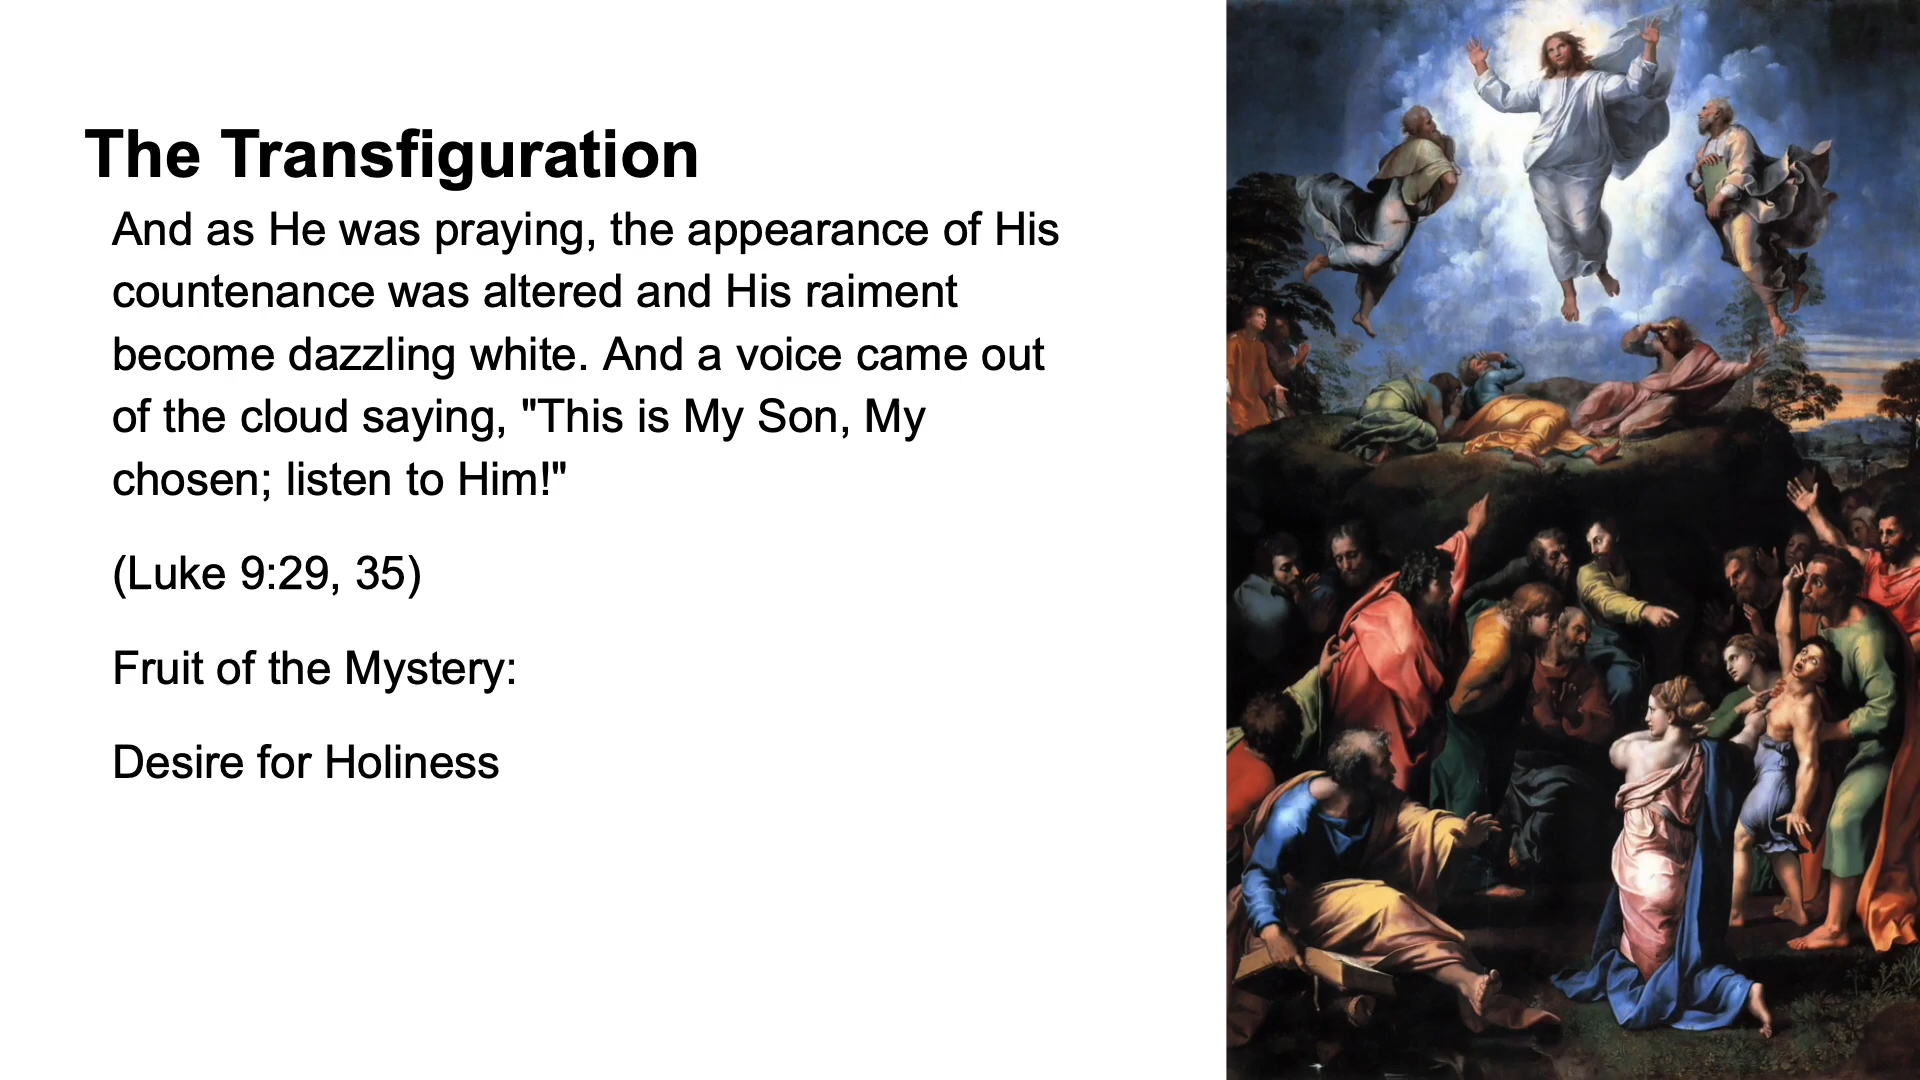 The Transfiguration
And as He was praying, the appearance of His
countenance was altered and His raiment
become dazzling white. And a voice came out
of the cloud saying, "This is My Son, My
chosen; listen to Him!"
(Luke 9:29, 35)
Fruit of the Mystery:
Desire for Holiness